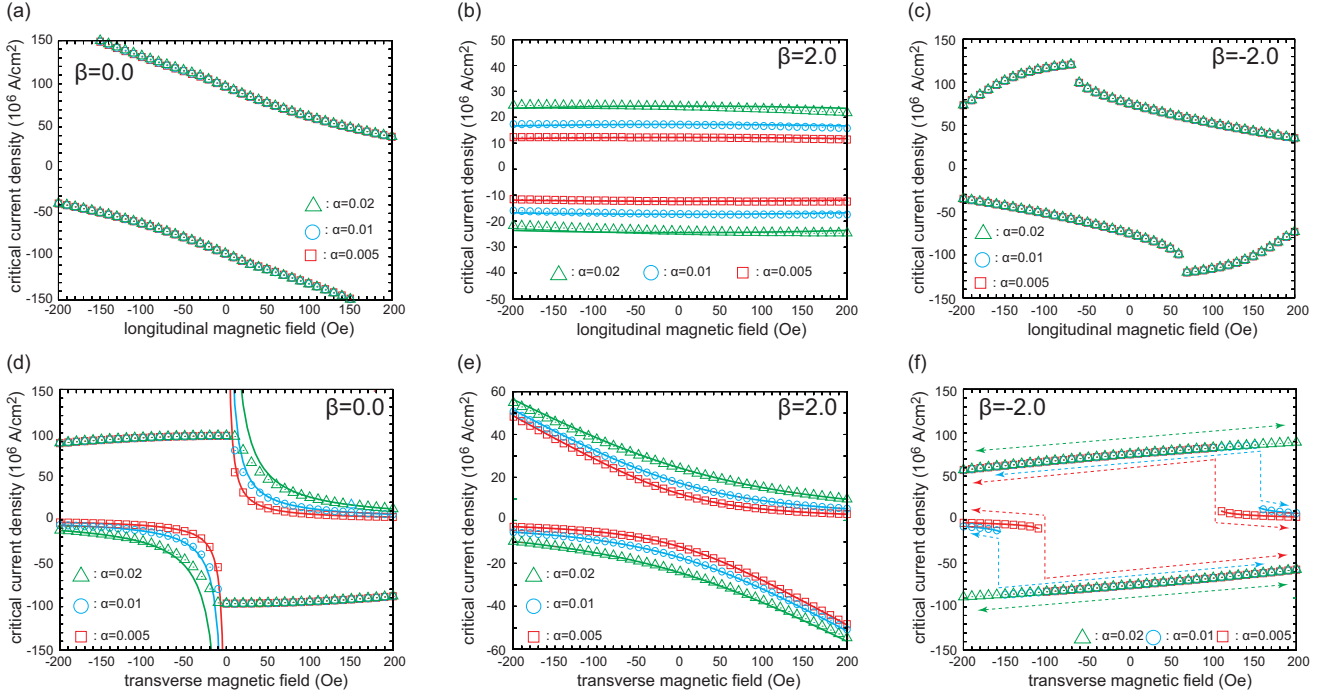 (a)
critical current density (10⁶ A/cm²)
150
100
50
0
-50
-100
-150
β=0.0
△ : α=0.02
○ : α=0.01
□ : α=0.005
-200 -150 -100 -50 0 50 100 150 200
longitudinal magnetic field (Oe)
(b)
critical current density (10⁶ A/cm²)
50
40
30
20
10
0
-10
-20
-30
-40
50
β=2.0
△ : α=0.02 ○ : α=0.01 □ : α=0.005
-200 -150 -100 -50 0 50 100 150 200
longitudinal magnetic field (Oe)
(c)
critical current density (10⁶ A/cm²)
150
100
50
0
-50
-100
-150
β=-2.0
△ : α=0.02
○ : α=0.01
□ : α=0.005
-200 -150 -100 -50 0 50 100 150 200
longitudinal magnetic field (Oe)
(d)
critical current density (10⁶ A/cm²)
150
100
50
0
-50
-100
-150
β=0.0
△ : α=0.02
○ : α=0.01
□ : α=0.005
-200 -150 -100 -50 0 50 100 150 200
transverse magnetic field (Oe)
(e)
critical current density (10⁶ A/cm²)
60
40
20
0
-20
-40
-60
β=2.0
△ : α=0.02
○ : α=0.01
□ : α=0.005
-200 -150 -100 -50 0 50 100 150 200
transverse magnetic field (Oe)
(f)
critical current density (10⁶ A/cm²)
150
100
50
0
-50
-100
-150
β=-2.0
△ : α=0.02 ○ : α=0.01 □ : α=0.005
-200 -150 -100 -50 0 50 100 150 200
transverse magnetic field (Oe)